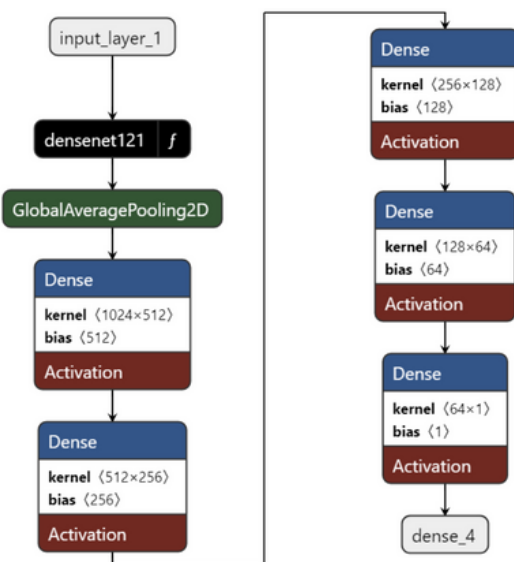 input_layer_1
densenet121 f
GlobalAveragePooling2D
Dense
kernel 〈1024×512〉
bias 〈512〉
Activation
Dense
kernel 〈512×256〉
bias 〈256〉
Activation
Dense
kernel 〈256×128〉
bias 〈128〉
Activation
Dense
kernel 〈128×64〉
bias 〈64〉
Activation
Dense
kernel 〈64×1〉
bias 〈1〉
Activation
dense_4